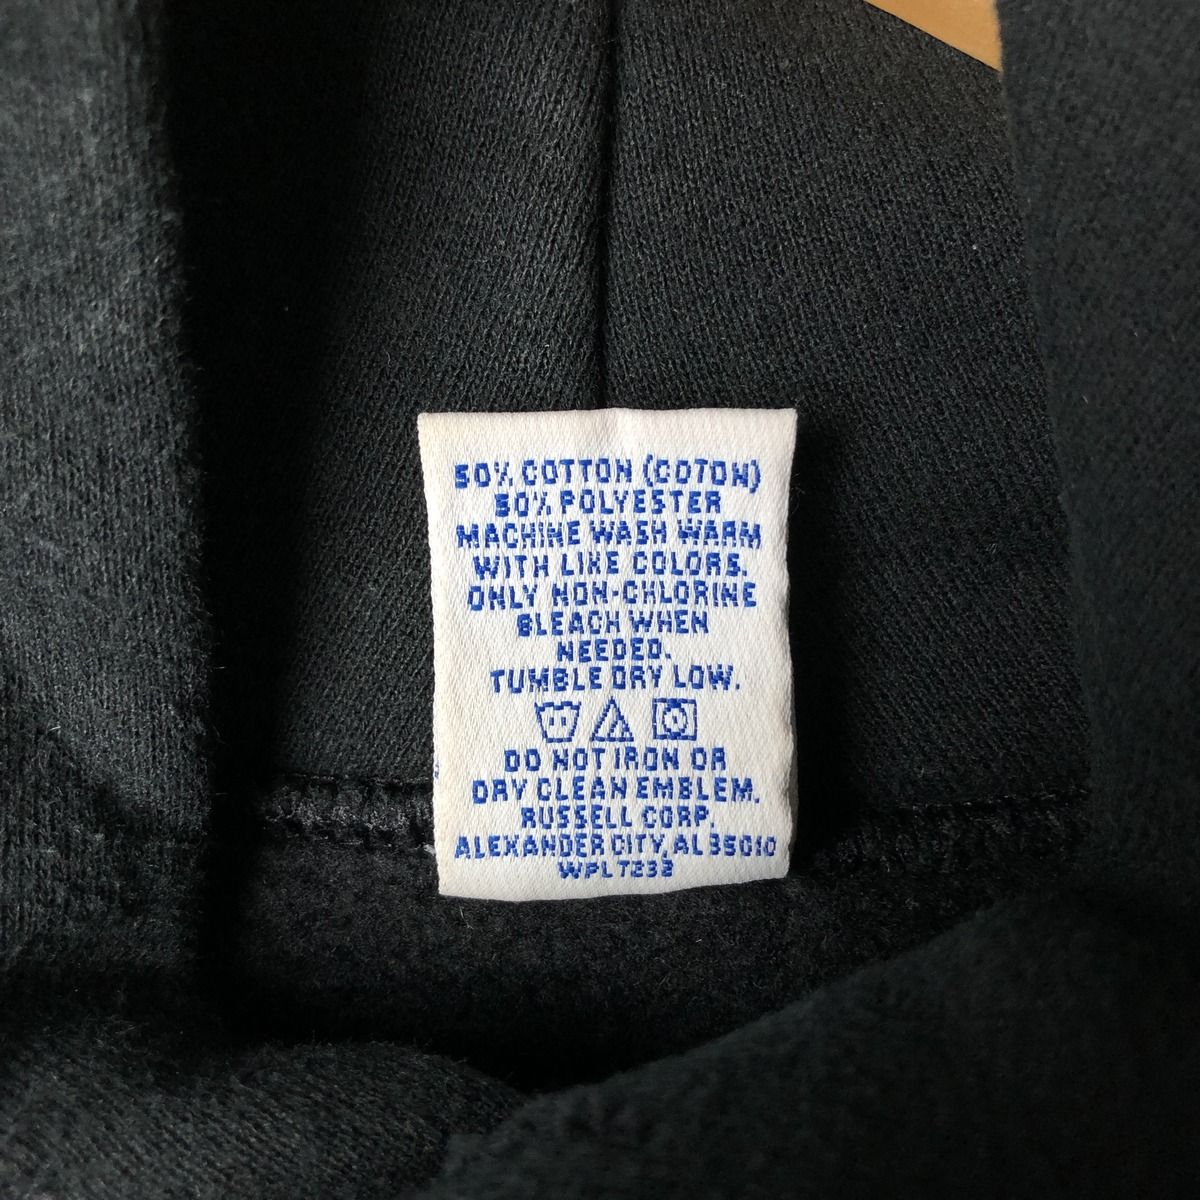 50% COTTON (COTON)
50% POLYESTER
MACHINE WASH WARM
WITH LIKE COLORS.
ONLY NON-CHLORINE
BLEACH WHEN
NEEDED.
TUMBLE DRY LOW.
DO NOT IRON OR
DRY CLEAN EMBLEM.
RUSSELL CORP.
ALEXANDER CITY, AL 35010
WPL 7232